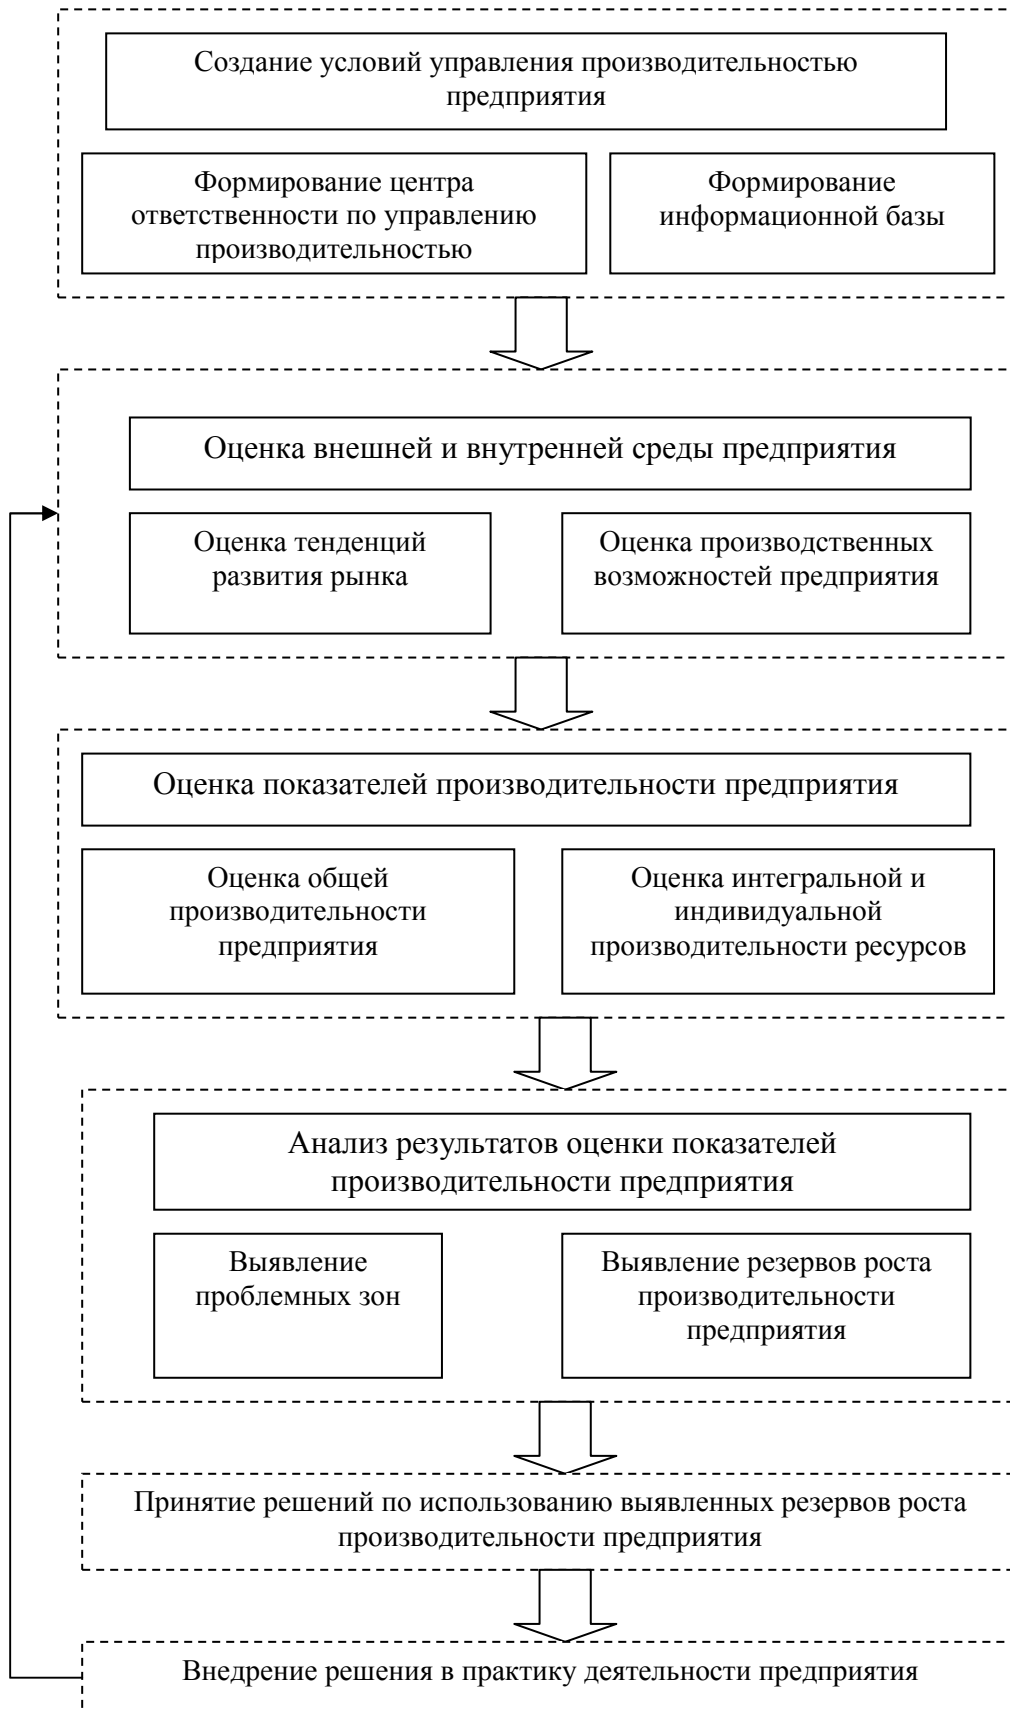 Создание условий управления производительностью
предприятия
Формирование центра
ответственности по управлению
производительностью
Формирование
информационной базы
Оценка внешней и внутренней среды предприятия
Оценка тенденций
развития рынка
Оценка производственных
возможностей предприятия
Оценка показателей производительности предприятия
Оценка общей
производительности
предприятия
Оценка интегральной и
индивидуальной
производительности ресурсов
Анализ результатов оценки показателей
производительности предприятия
Выявление
проблемных зон
Выявление резервов роста
производительности
предприятия
Принятие решений по использованию выявленных резервов роста
производительности предприятия
Внедрение решения в практику деятельности предприятия